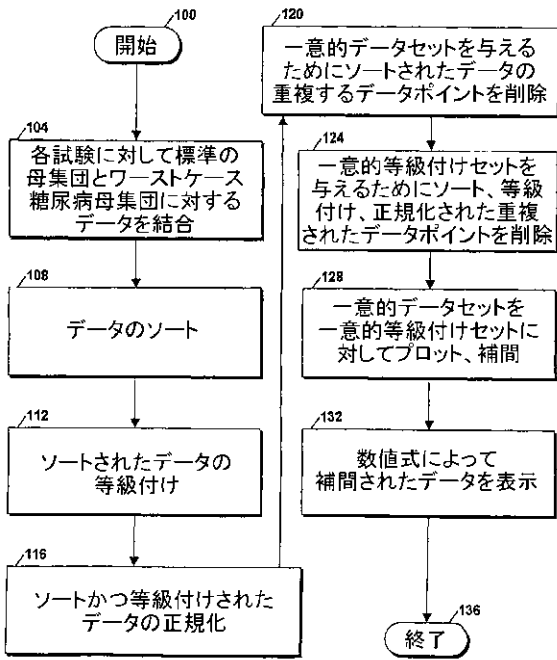 100
開始
104
各試験に対して標準の
母集団とワーストケース
糖尿病母集団に対する
データを結合
108
データのソート
112
ソートされたデータの
等級付け
116
ソートかつ等級付けされた
データの正規化
120
一意的データセットを与える
ためにソートされたデータの
重複するデータポイントを削除
124
一意的等級付けセットを
与えるためにソート、等級
付け、正規化された重複
されたデータポイントを削除
128
一意的データセットを
一意的等級付けセットに
対してプロット、補間
132
数値式によって
補間されたデータを表示
136
終了